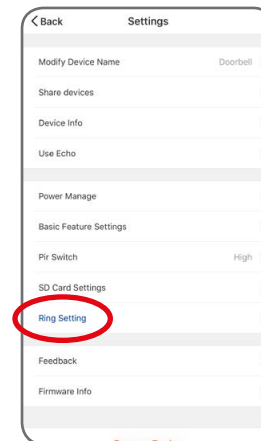 < Back Settings
Modify Device Name Doorbell
Share devices
Device Info
Use Echo
Power Manage
Basic Feature Settings
Pir Switch High
SD Card Settings
Ring Setting
Feedback
Firmware Info